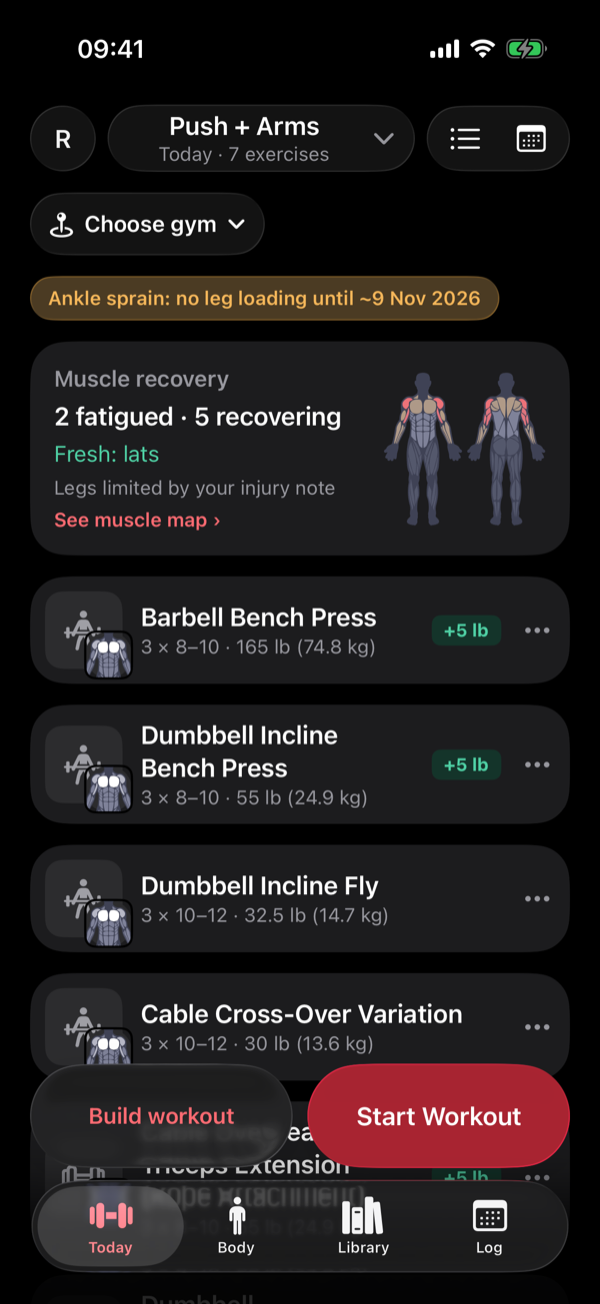 09:41
R
Push + Arms
Today · 7 exercises
Choose gym
Ankle sprain: no leg loading until ~9 Nov 2026
Muscle recovery
2 fatigued · 5 recovering
Fresh: lats
Legs limited by your injury note
See muscle map ›
Barbell Bench Press
3 × 8–10 · 165 lb (74.8 kg)
+5 lb
Dumbbell Incline
Bench Press
3 × 8–10 · 55 lb (24.9 kg)
+5 lb
Dumbbell Incline Fly
3 × 10–12 · 32.5 lb (14.7 kg)
Cable Cross-Over Variation
3 × 10–12 · 30 lb (13.6 kg)
Build workout
Start Workout
Triceps Extension
+5 lb
Today
Body
Library
Log